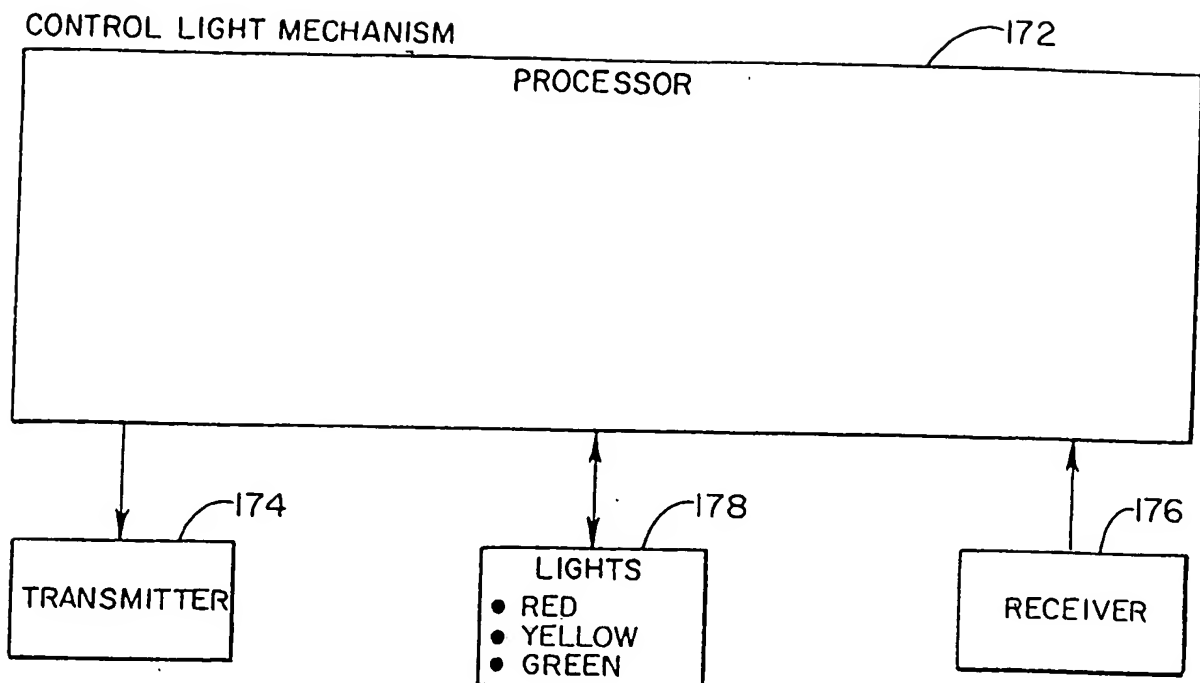 CONTROL LIGHT MECHANISM
172
PROCESSOR
174
178
176
TRANSMITTER
LIGHTS
• RED
• YELLOW
• GREEN
RECEIVER